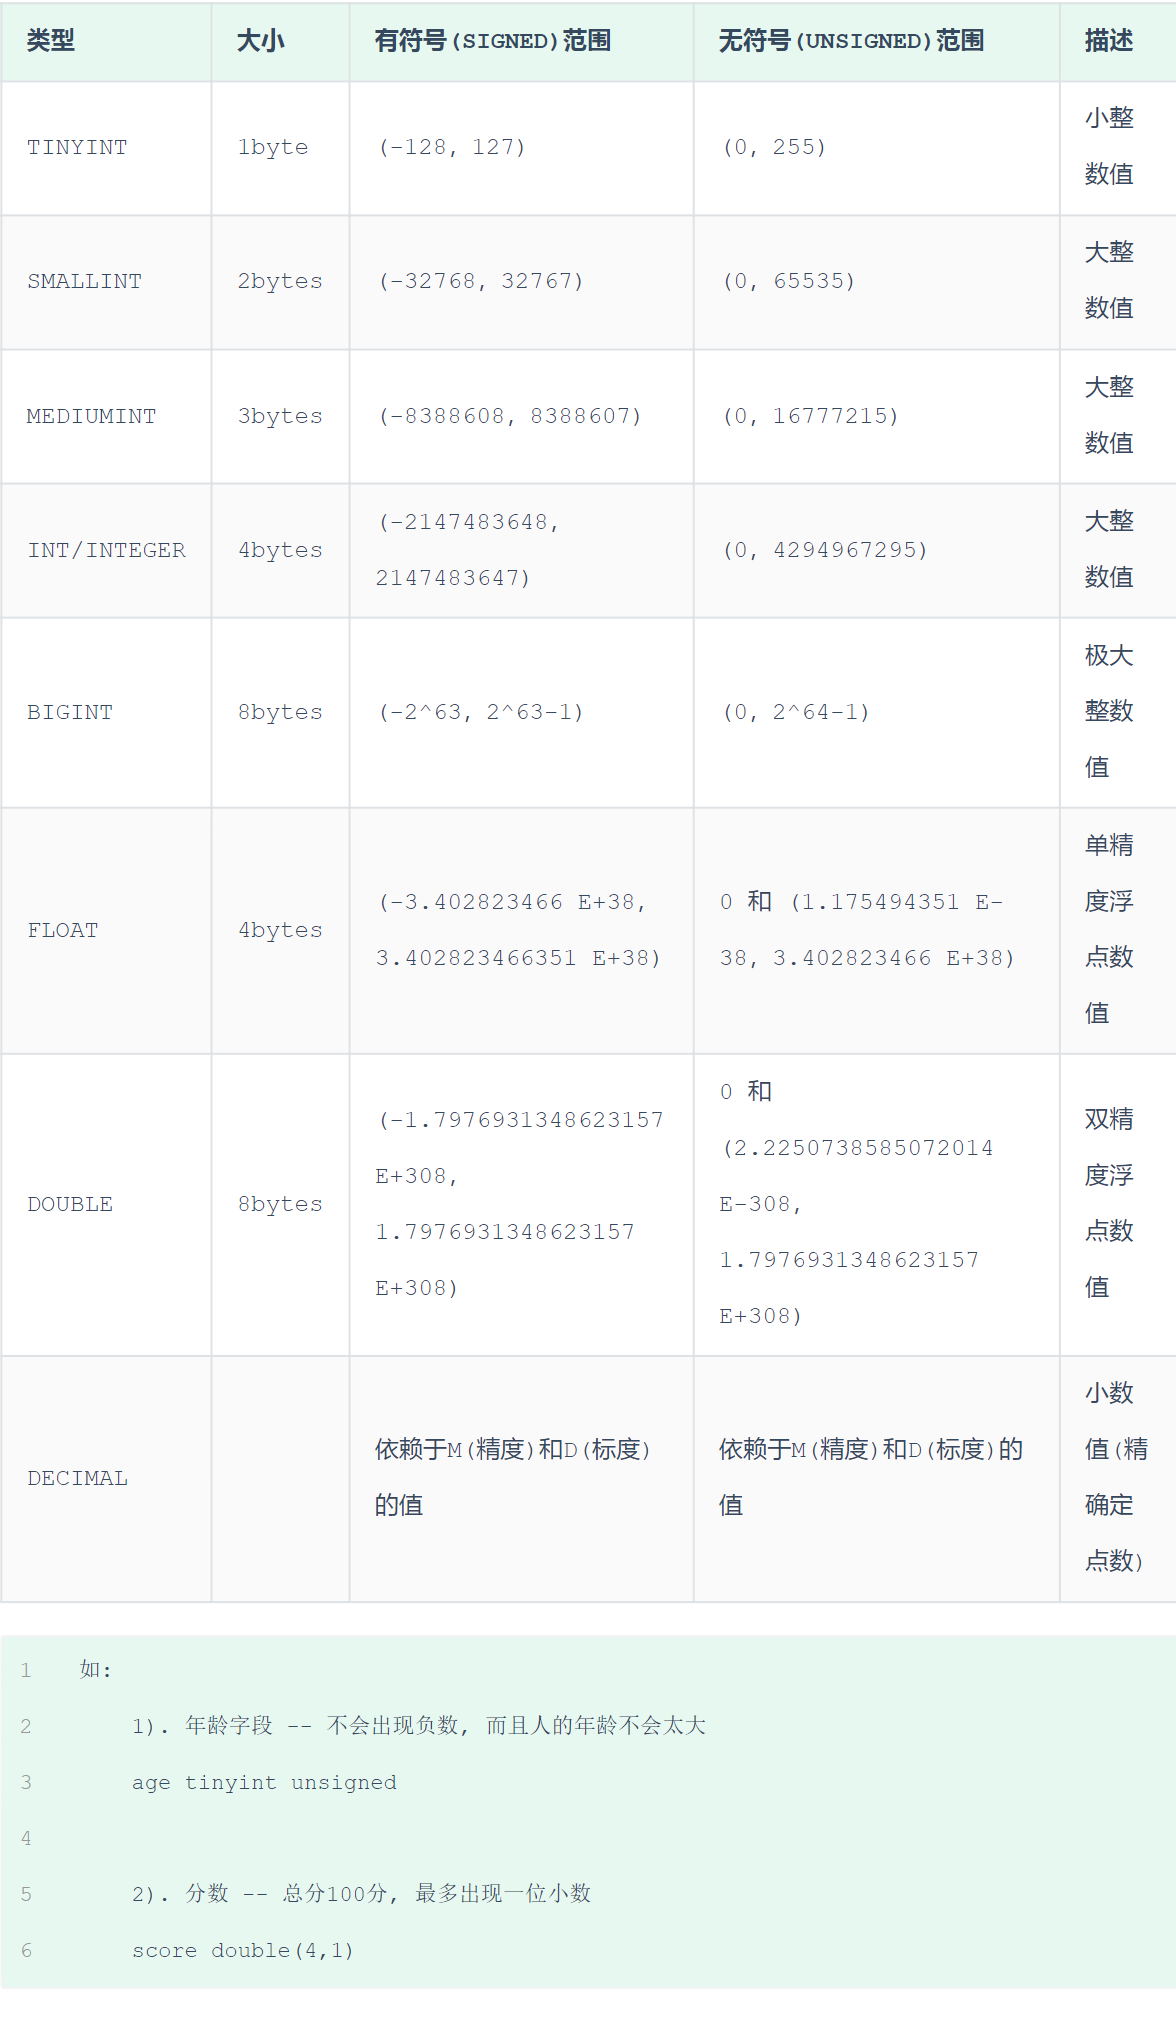 类型 大小 有符号(SIGNED)范围 无符号(UNSIGNED)范围 描述
TINYINT 1byte (-128, 127) (0, 255) 小整
数值
SMALLINT 2bytes (-32768, 32767) (0, 65535) 大整
数值
MEDIUMINT 3bytes (-8388608, 8388607) (0, 16777215) 大整
数值
INT/INTEGER 4bytes (-2147483648,
2147483647) (0, 4294967295) 大整
数值
BIGINT 8bytes (-2^63, 2^63-1) (0, 2^64-1) 极大
整数
值
FLOAT 4bytes (-3.402823466 E+38,
3.402823466351 E+38) 0 和 (1.175494351 E-
38, 3.402823466 E+38) 单精
度浮
点数
值
DOUBLE 8bytes (-1.7976931348623157
E+308,
1.7976931348623157
E+308) 0 和
(2.2250738585072014
E-308,
1.7976931348623157
E+308) 双精
度浮
点数
值
DECIMAL 依赖于M(精度)和D(标度)
的值 依赖于M(精度)和D(标度)的
值 小数
值(精
确定
点数)
1 如:
2 1). 年龄字段 -- 不会出现负数, 而且人的年龄不会太大
3 age tinyint unsigned
4
5 2). 分数 -- 总分100分, 最多出现一位小数
6 score double(4,1)